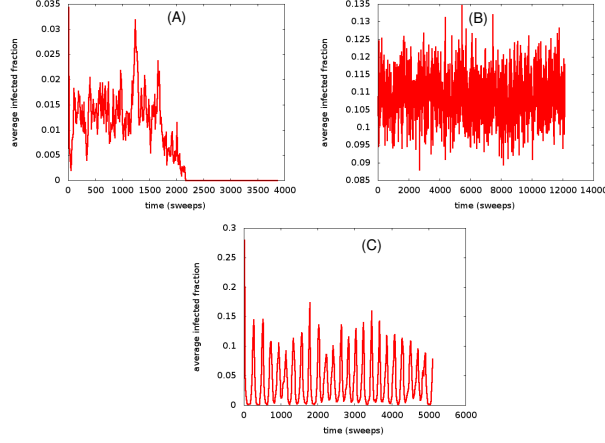 (A)
average infected fraction
0.035
0.03
0.025
0.02
0.015
0.01
0.005
0
0 500 1000 1500 2000 2500 3000 3500 4000
time (sweeps)
(B)
average infected fraction
0.135
0.13
0.125
0.12
0.115
0.11
0.105
0.1
0.095
0.09
0.085
0 2000 4000 6000 8000 10000 12000 14000
time (sweeps)
(C)
average infected fraction
0.3
0.25
0.2
0.15
0.1
0.05
0
0 1000 2000 3000 4000 5000 6000
time (sweeps)